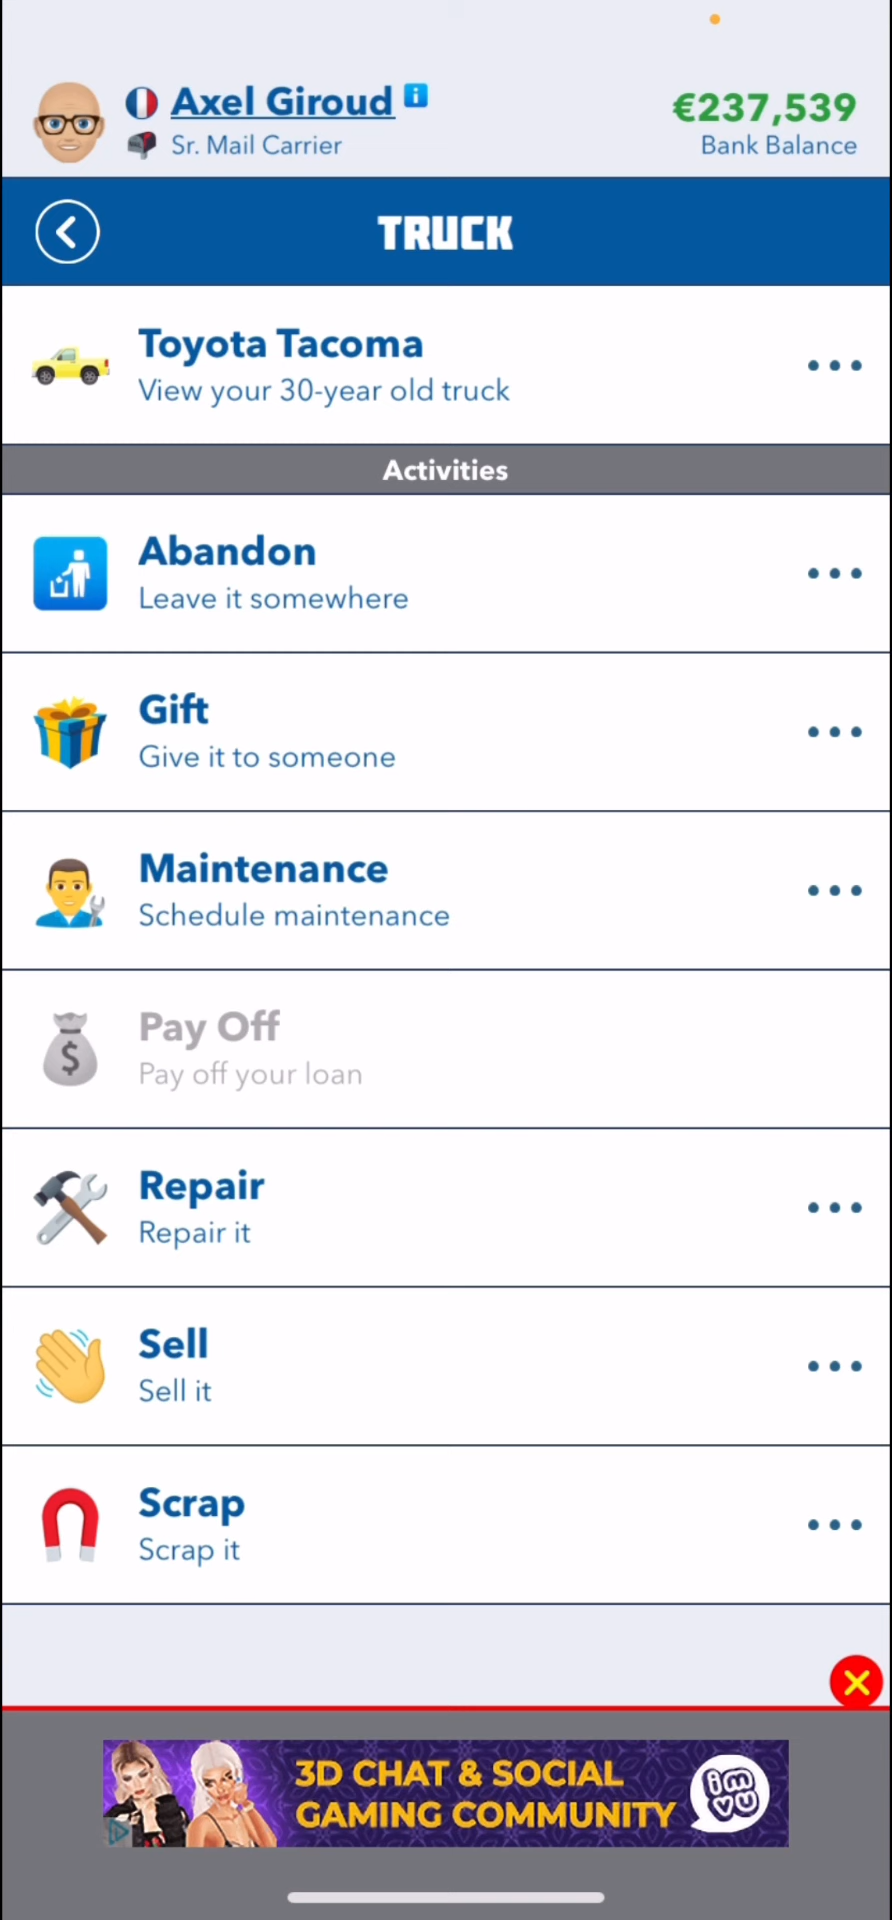 Axel Giroud
€237,539
Sr. Mail Carrier
Bank Balance
TRUCK
Toyota Tacoma
View your 30-year old truck
Activities
Abandon
Leave it somewhere
Gift
Give it to someone
Maintenance
Schedule maintenance
Pay Off
Pay off your loan
Repair
Repair it
Sell
Sell it
Scrap
Scrap it
3D CHAT & SOCIAL
GAMING COMMUNITY
imvu